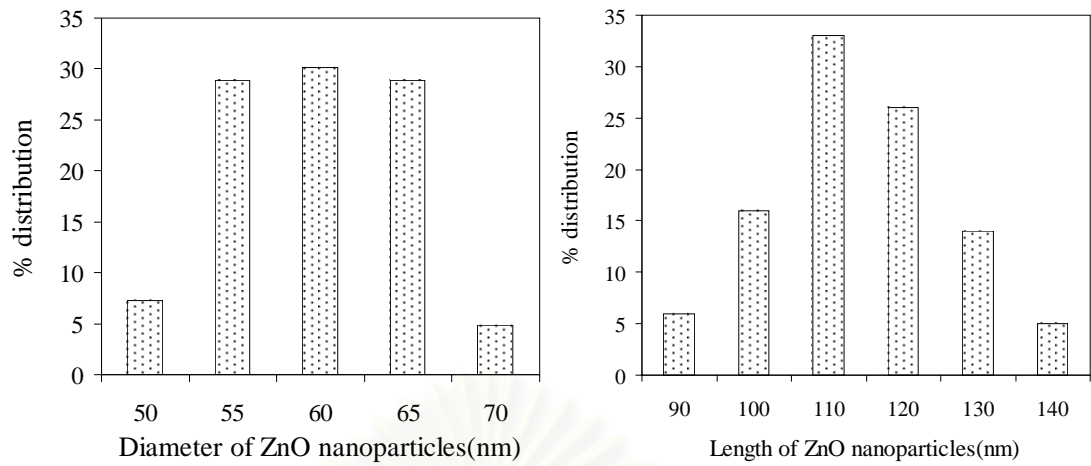 35
30
25
20
15
10
5
0
% distribution
50 55 60 65 70
Diameter of ZnO nanoparticles(nm)
35
30
25
20
15
10
5
0
% distribution
90 100 110 120 130 140
Length of ZnO nanoparticles(nm)